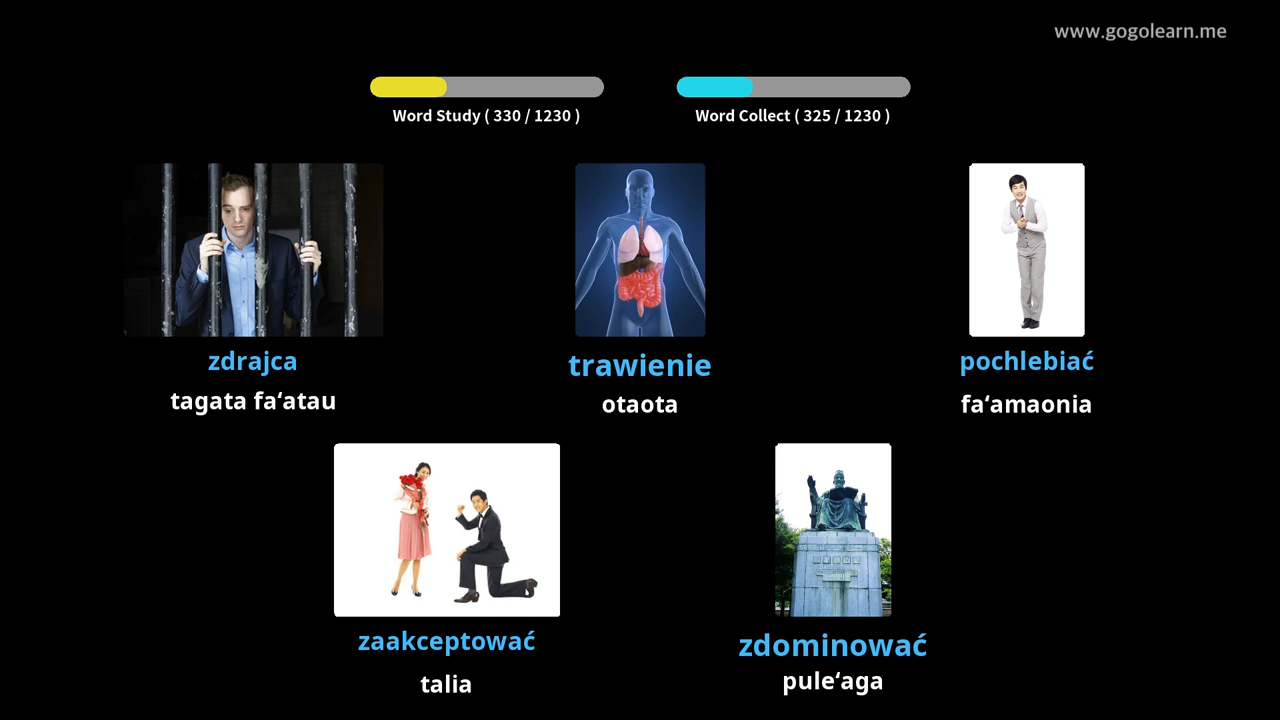 www.gogolearn.me
Word Study ( 330 / 1230 )
Word Collect ( 325 / 1230 )
zdrajca
tagata fa‘atau
trawienie
otaota
pochlebiać
fa‘amaonia
zaakceptować
talia
zdominować
pule‘aga